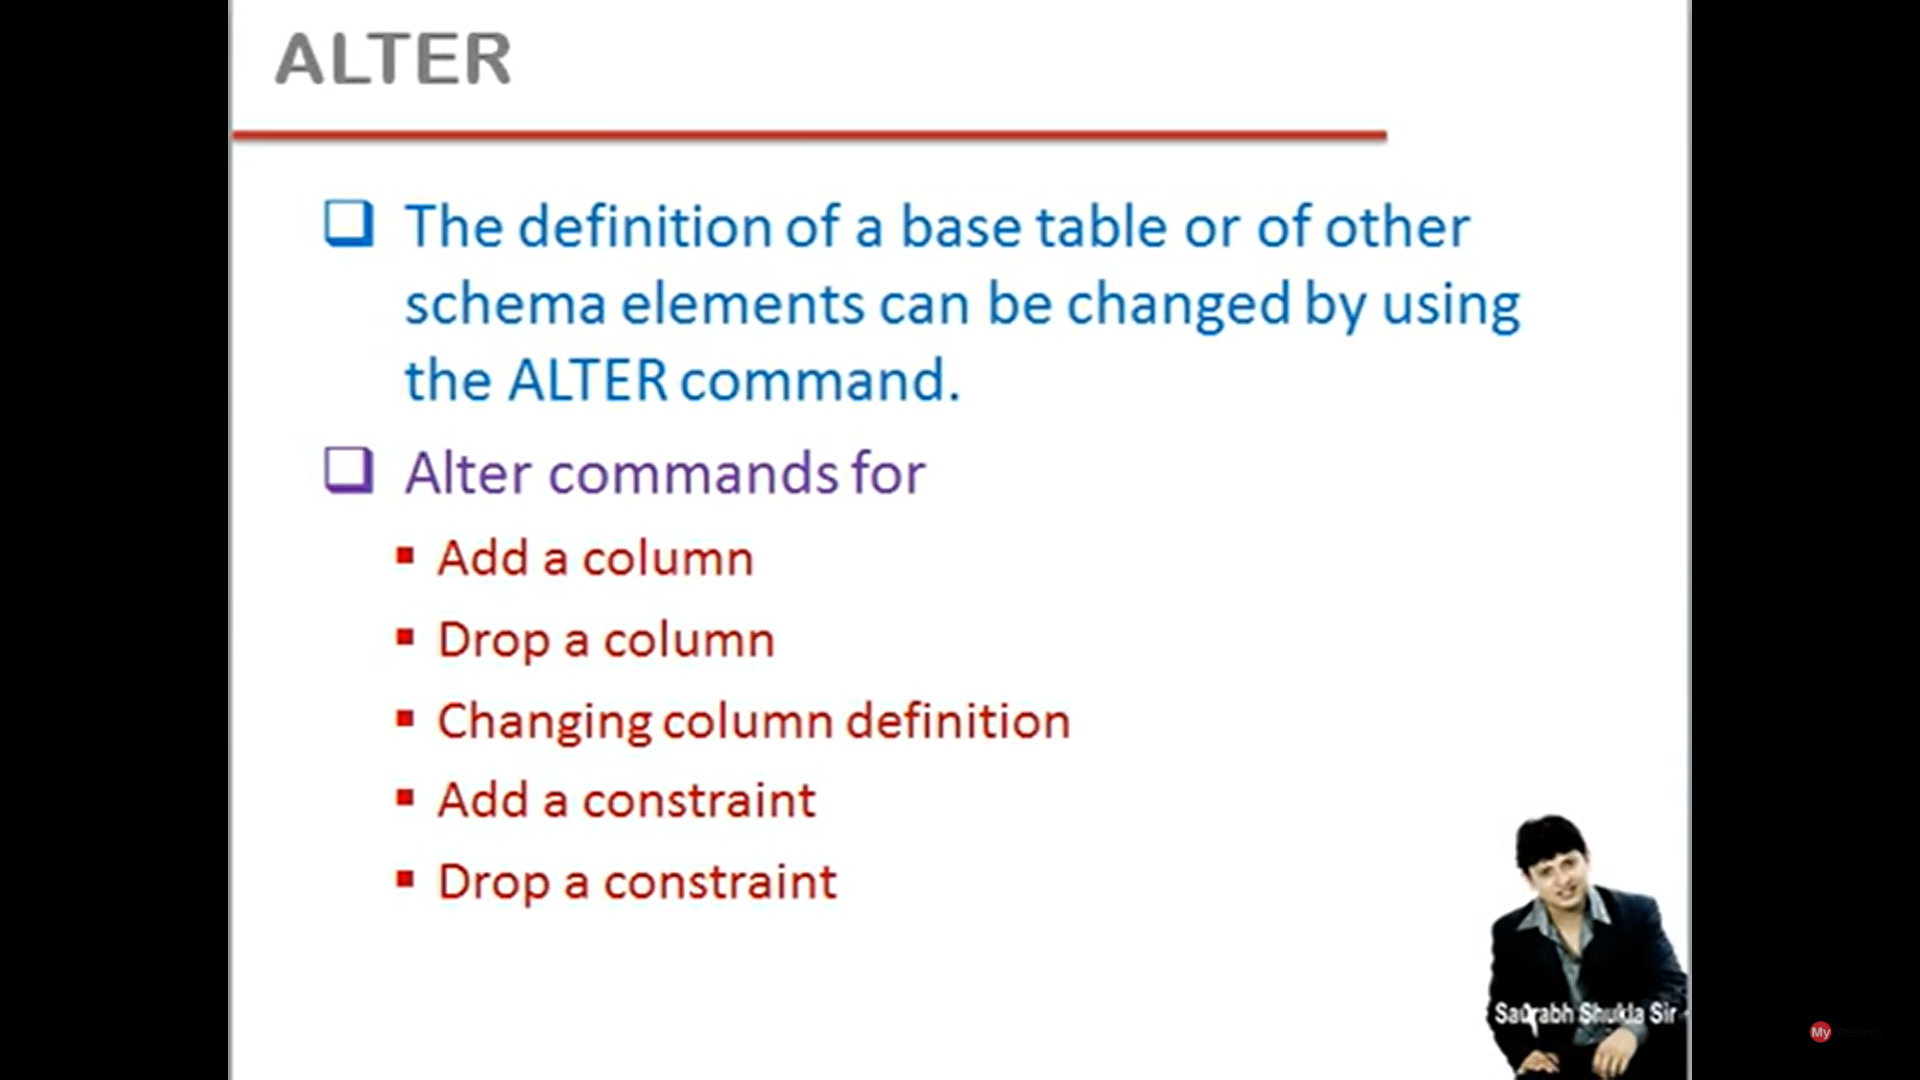 ALTER
The definition of a base table or of other
schema elements can be changed by using
the ALTER command.
Alter commands for
Add a column
Drop a column
Changing column definition
Add a constraint
Drop a constraint
Saurabh Shukla Sir
My